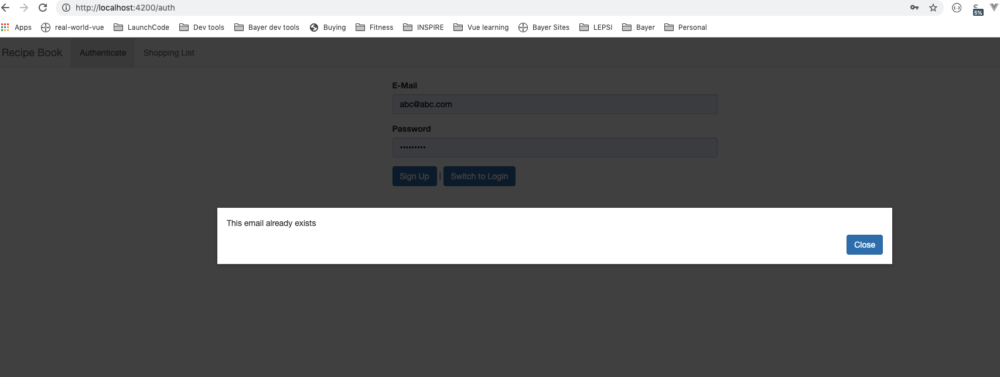 http://localhost:4200/auth
5%
Apps real-world-vue LaunchCode Dev tools Bayer dev tools Buying Fitness INSPIRE Vue learning Bayer Sites LEPSI Bayer Personal
Recipe Book Authenticate Shopping List
E-Mail
abc@abc.com
Password
•••••••••
Sign Up | Switch to Login
This email already exists
Close